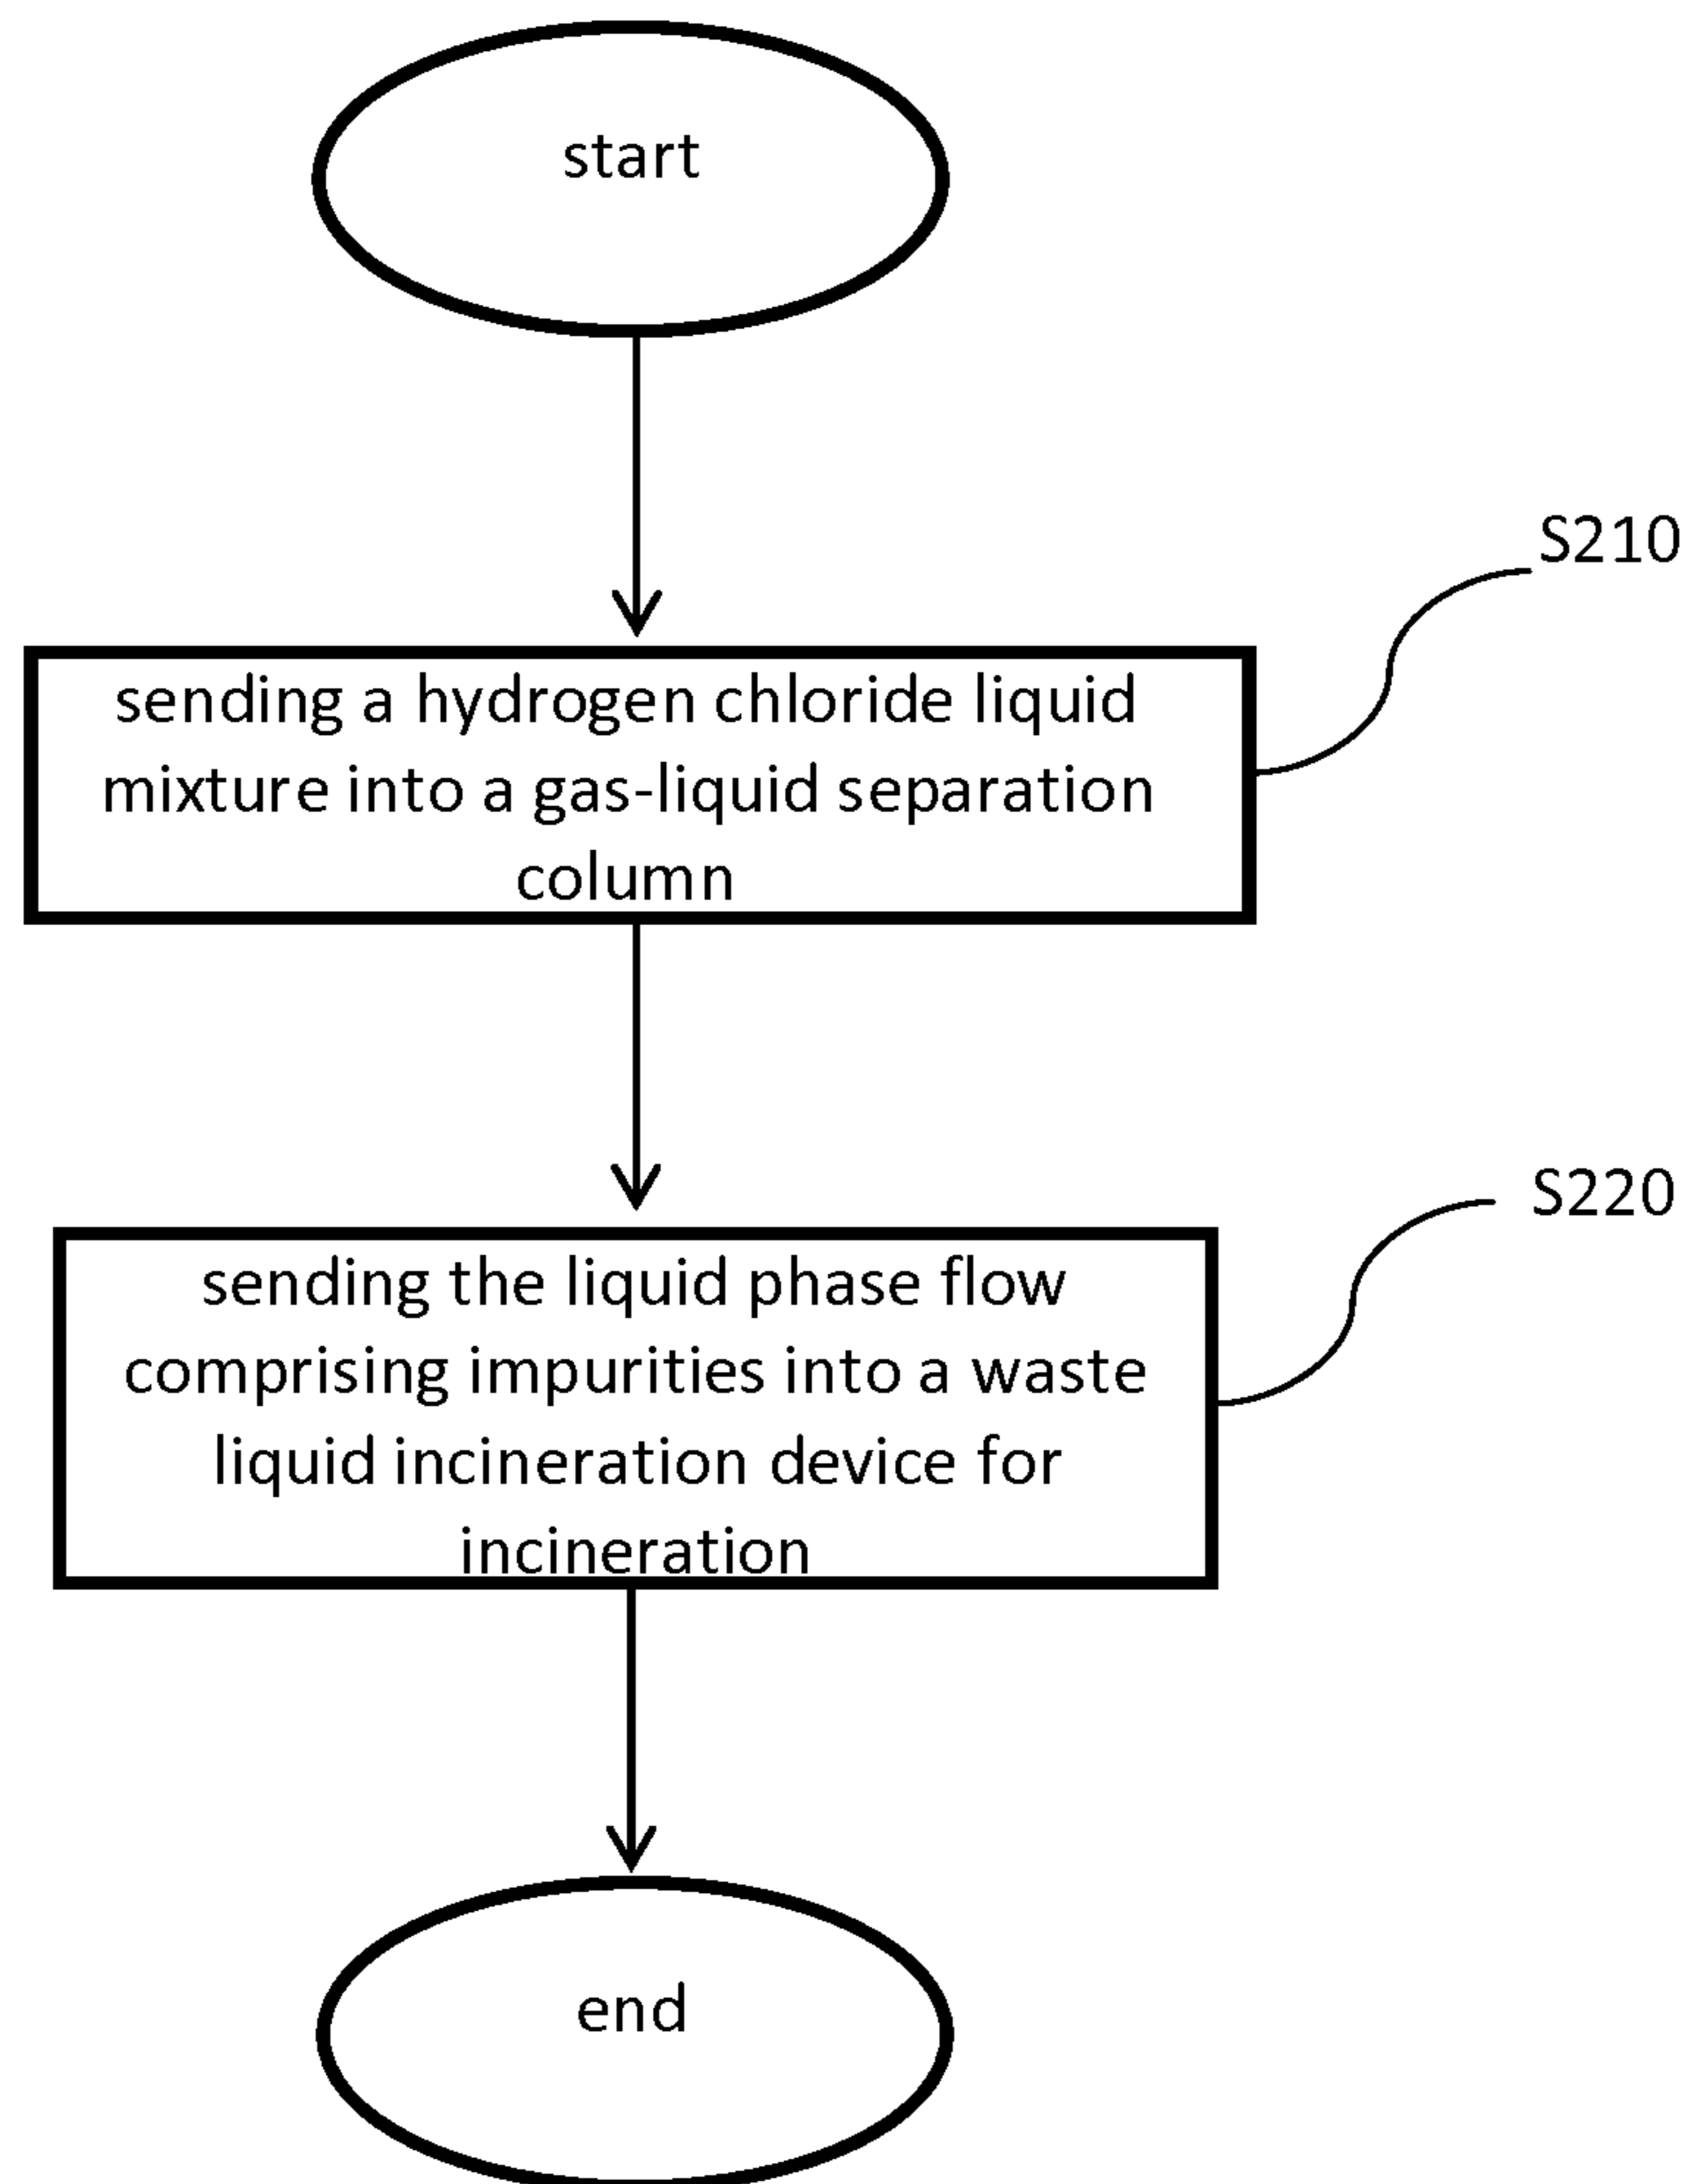 start
S210
sending a hydrogen chloride liquid
mixture into a gas-liquid separation
column
S220
sending the liquid phase flow
comprising impurities into a waste
liquid incineration device for
incineration
end